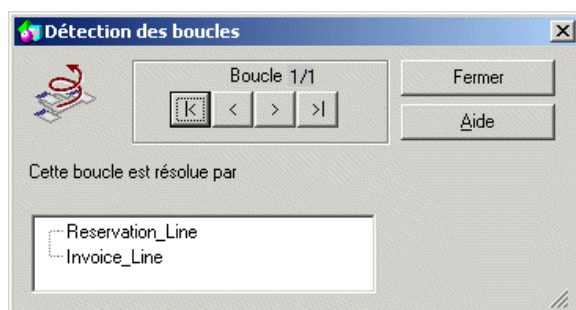 Détection des boucles
Boucle 1/1
Fermer
Aide
Cette boucle est résolue par
Reservation_Line
Invoice_Line